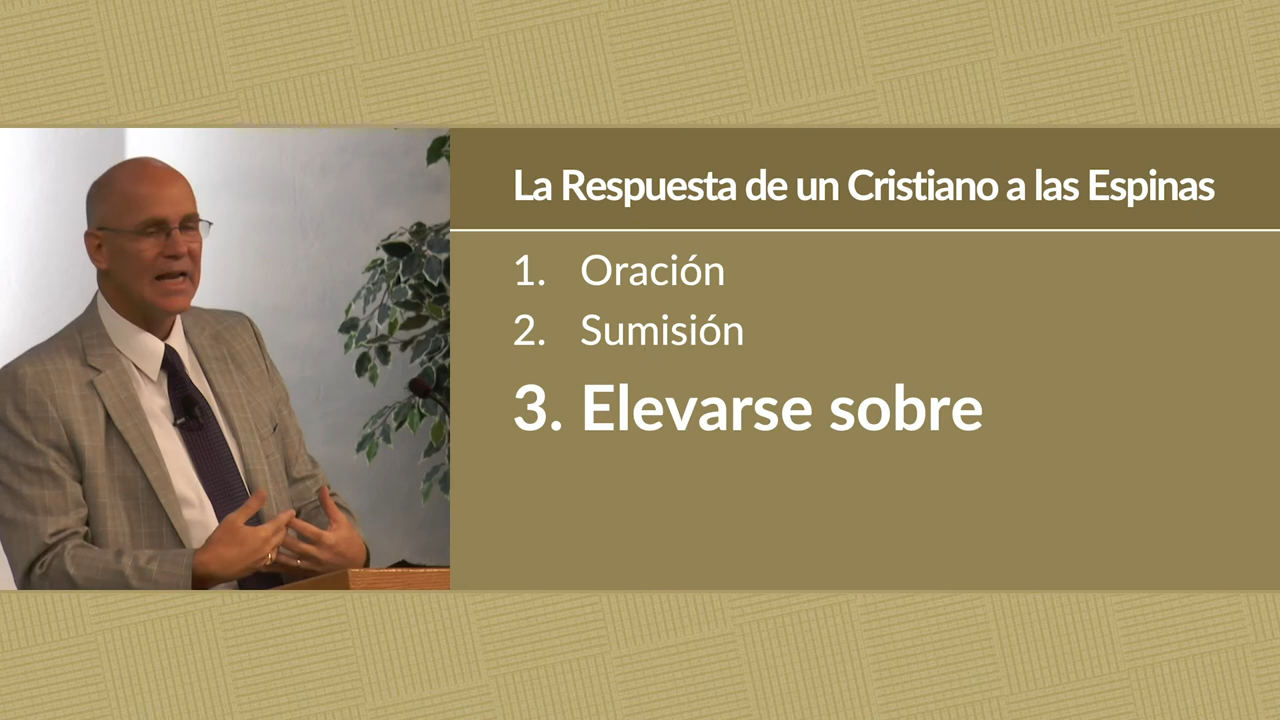 La Respuesta de un Cristiano a las Espinas
1. Oración
2. Sumisión
3. Elevarse sobre